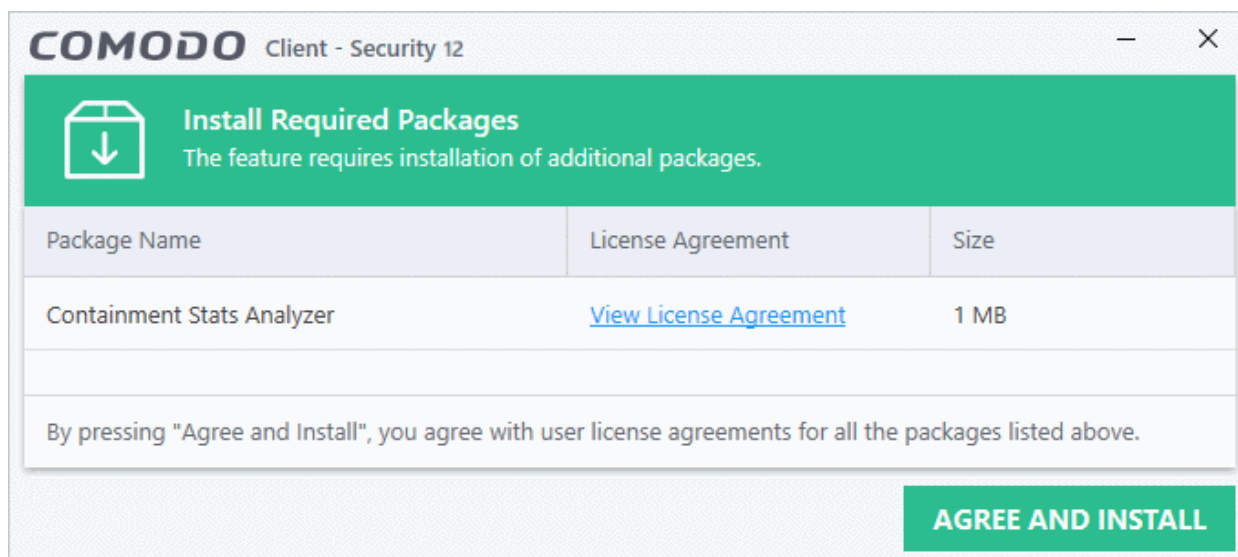 COMODO Client - Security 12
Install Required Packages
The feature requires installation of additional packages.
Package Name License Agreement Size
Containment Stats Analyzer View License Agreement 1 MB
By pressing "Agree and Install", you agree with user license agreements for all the packages listed above.
AGREE AND INSTALL